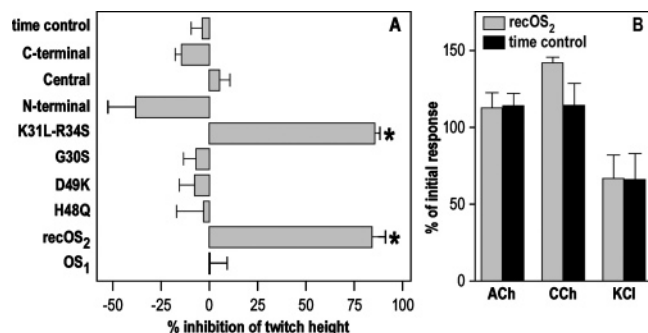 A
time control
C-terminal
Central
N-terminal
K31L-R34S
*
G30S
D49K
H48Q
recOS2
*
OS1
-50 -25 0 25 50 75 100
% inhibition of twitch height
B
recOS2
time control
% of initial response
150
100
50
0
ACh CCh KCl